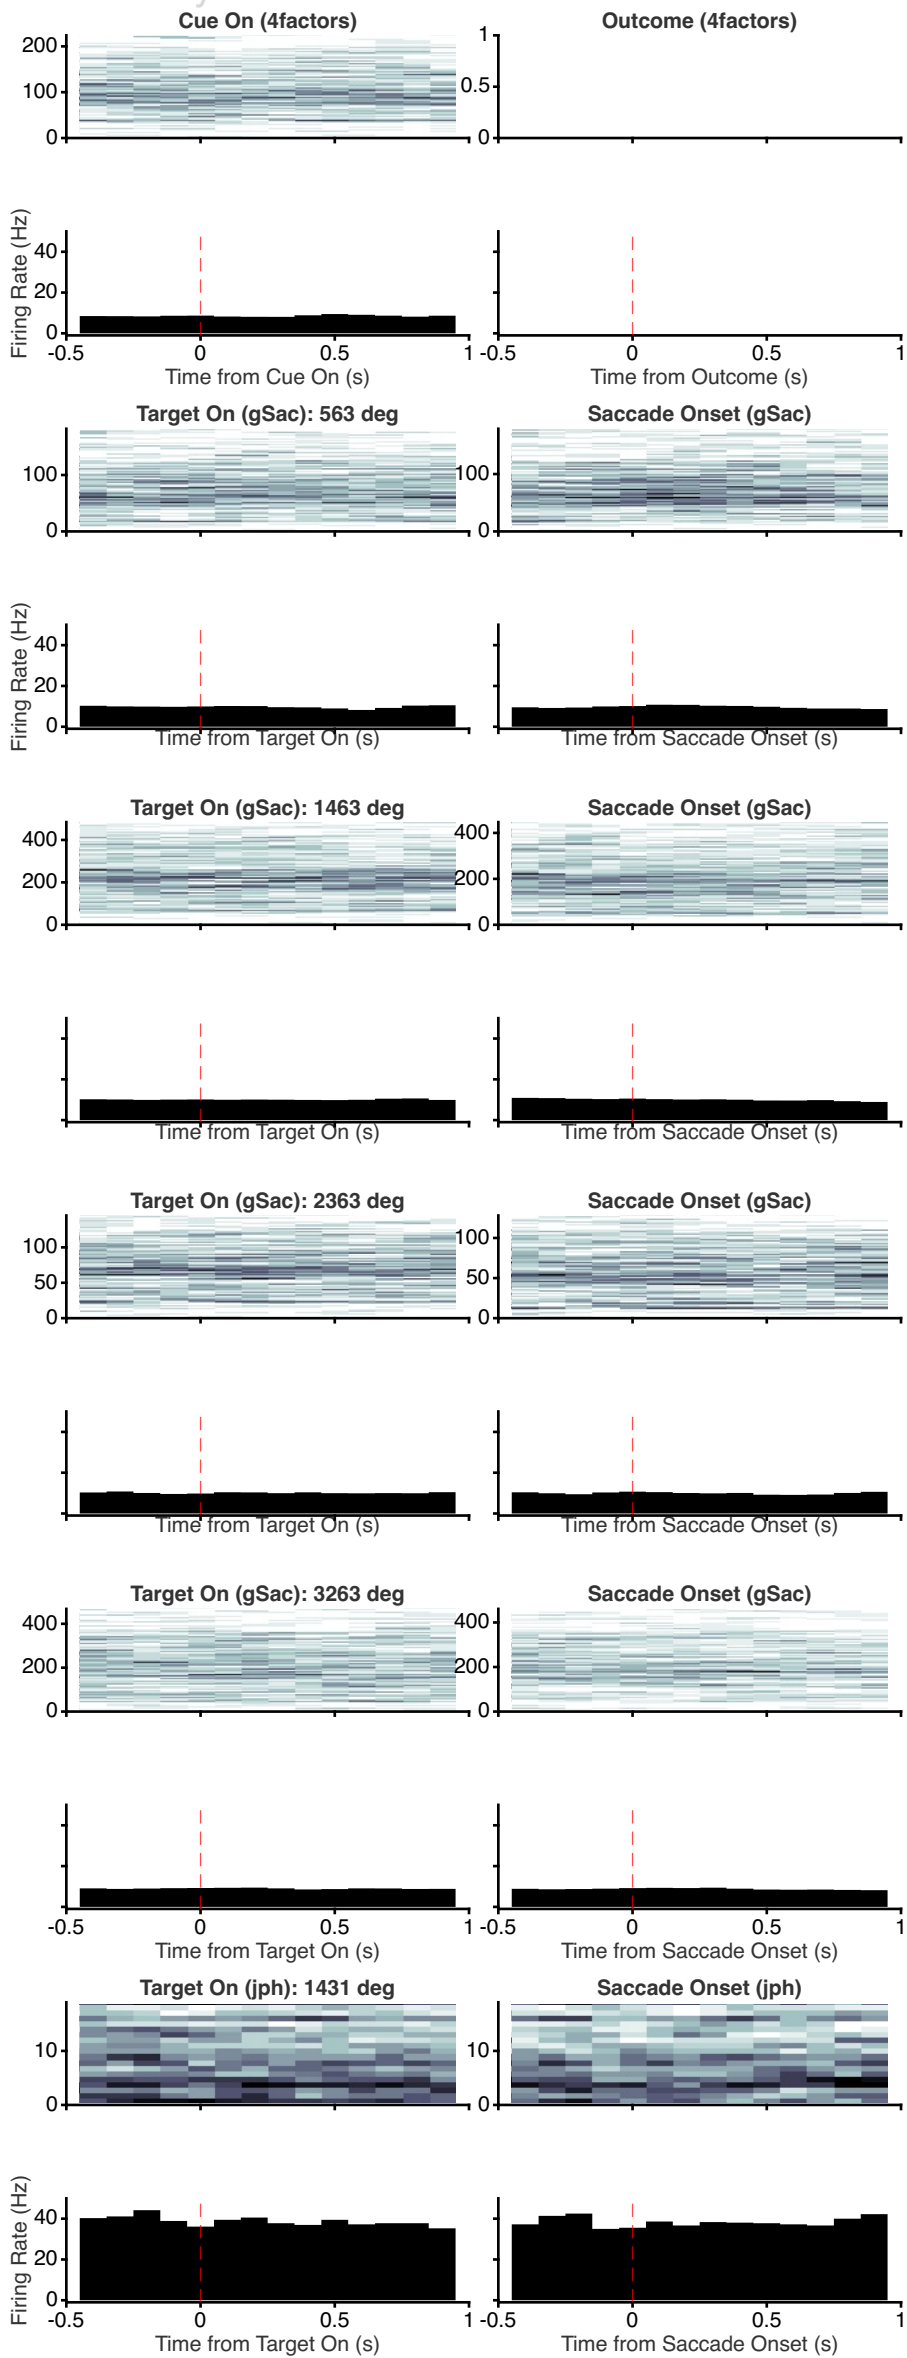 Cue On (4factors)
Outcome (4factors)
200
100
0
1
0.5
0
Firing Rate (Hz)
40
20
0
-0.5 0 0.5 1
-0.5 0 0.5 1
Time from Cue On (s)
Time from Outcome (s)
Target On (gSac): 563 deg
Saccade Onset (gSac)
100
0
100
0
Firing Rate (Hz)
40
20
0
Time from Target On (s)
Time from Saccade Onset (s)
Target On (gSac): 1463 deg
Saccade Onset (gSac)
400
200
0
400
200
0
Time from Target On (s)
Time from Saccade Onset (s)
Target On (gSac): 2363 deg
Saccade Onset (gSac)
100
50
0
100
50
0
Time from Target On (s)
Time from Saccade Onset (s)
Target On (gSac): 3263 deg
Saccade Onset (gSac)
400
200
0
400
200
0
-0.5 0 0.5 1
-0.5 0 0.5 1
Time from Target On (s)
Time from Saccade Onset (s)
Target On (jph): 1431 deg
Saccade Onset (jph)
10
0
10
0
Firing Rate (Hz)
40
20
0
-0.5 0 0.5 1
-0.5 0 0.5 1
Time from Target On (s)
Time from Saccade Onset (s)